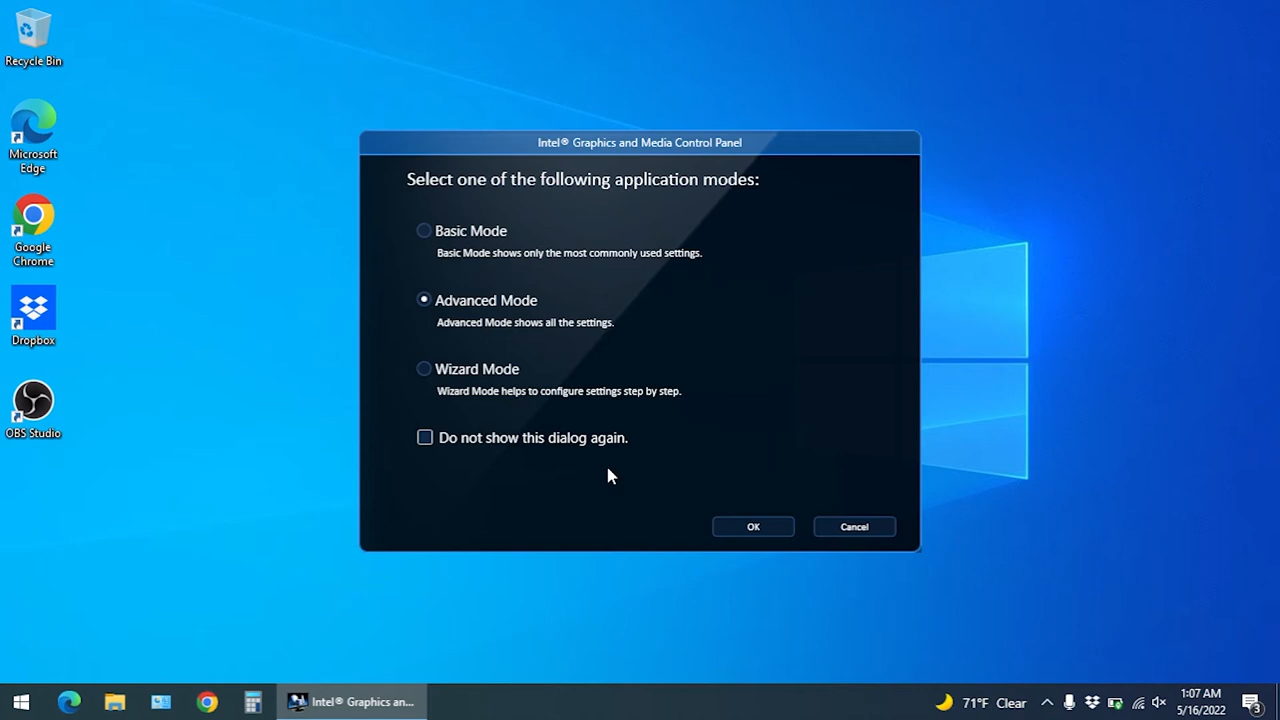 Recycle Bin
Microsoft
Edge
Google
Chrome
Dropbox
OBS Studio
Intel® Graphics and Media Control Panel
Select one of the following application modes:
Basic Mode
Basic Mode shows only the most commonly used settings.
Advanced Mode
Advanced Mode shows all the settings.
Wizard Mode
Wizard Mode helps to configure settings step by step.
Do not show this dialog again.
OK Cancel
Intel® Graphics an... 71°F Clear
1:07 AM
5/16/2022
3